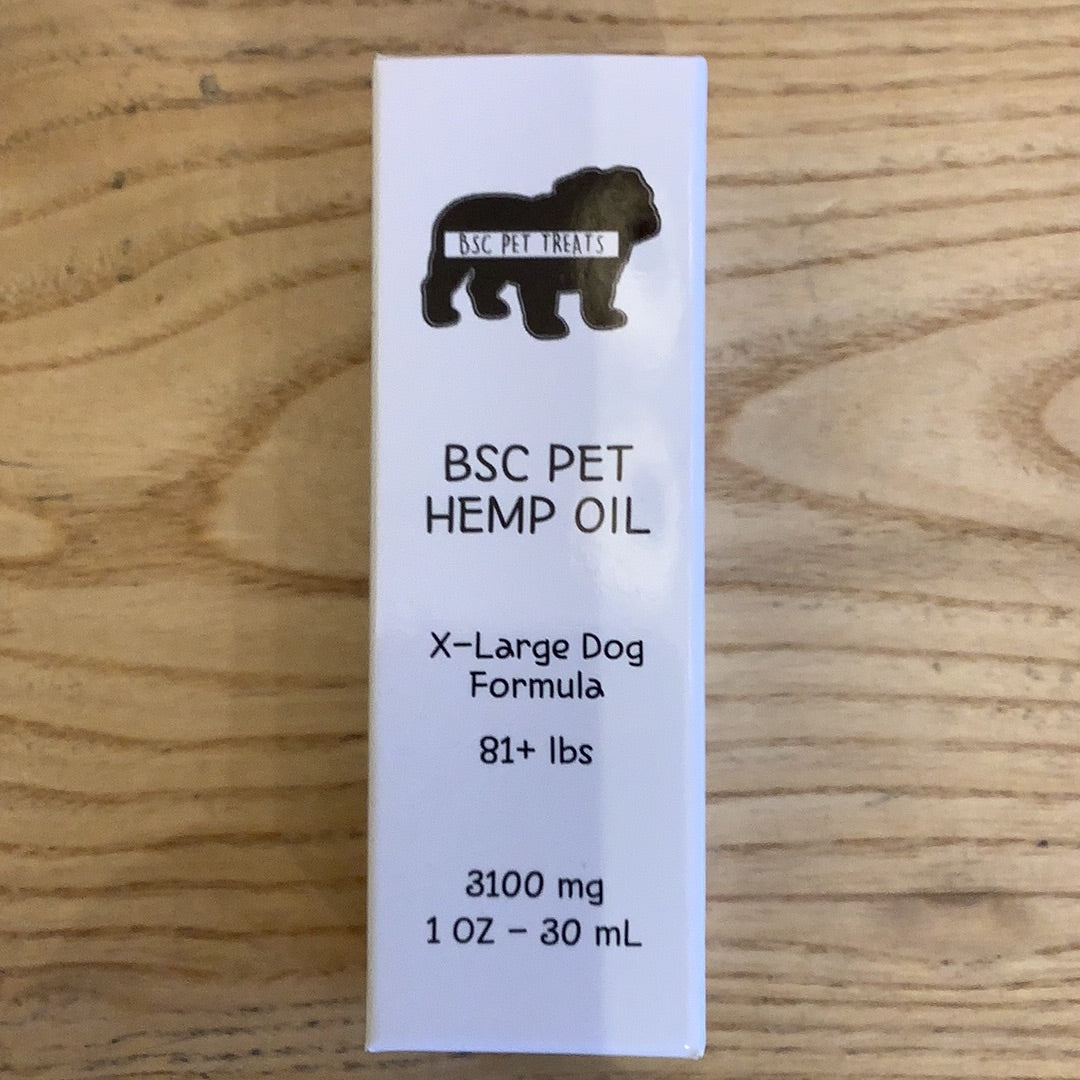 BSC PET TREATS
BSC PET
HEMP OIL
X-Large Dog
Formula
81+ lbs
3100 mg
1 OZ - 30 mL